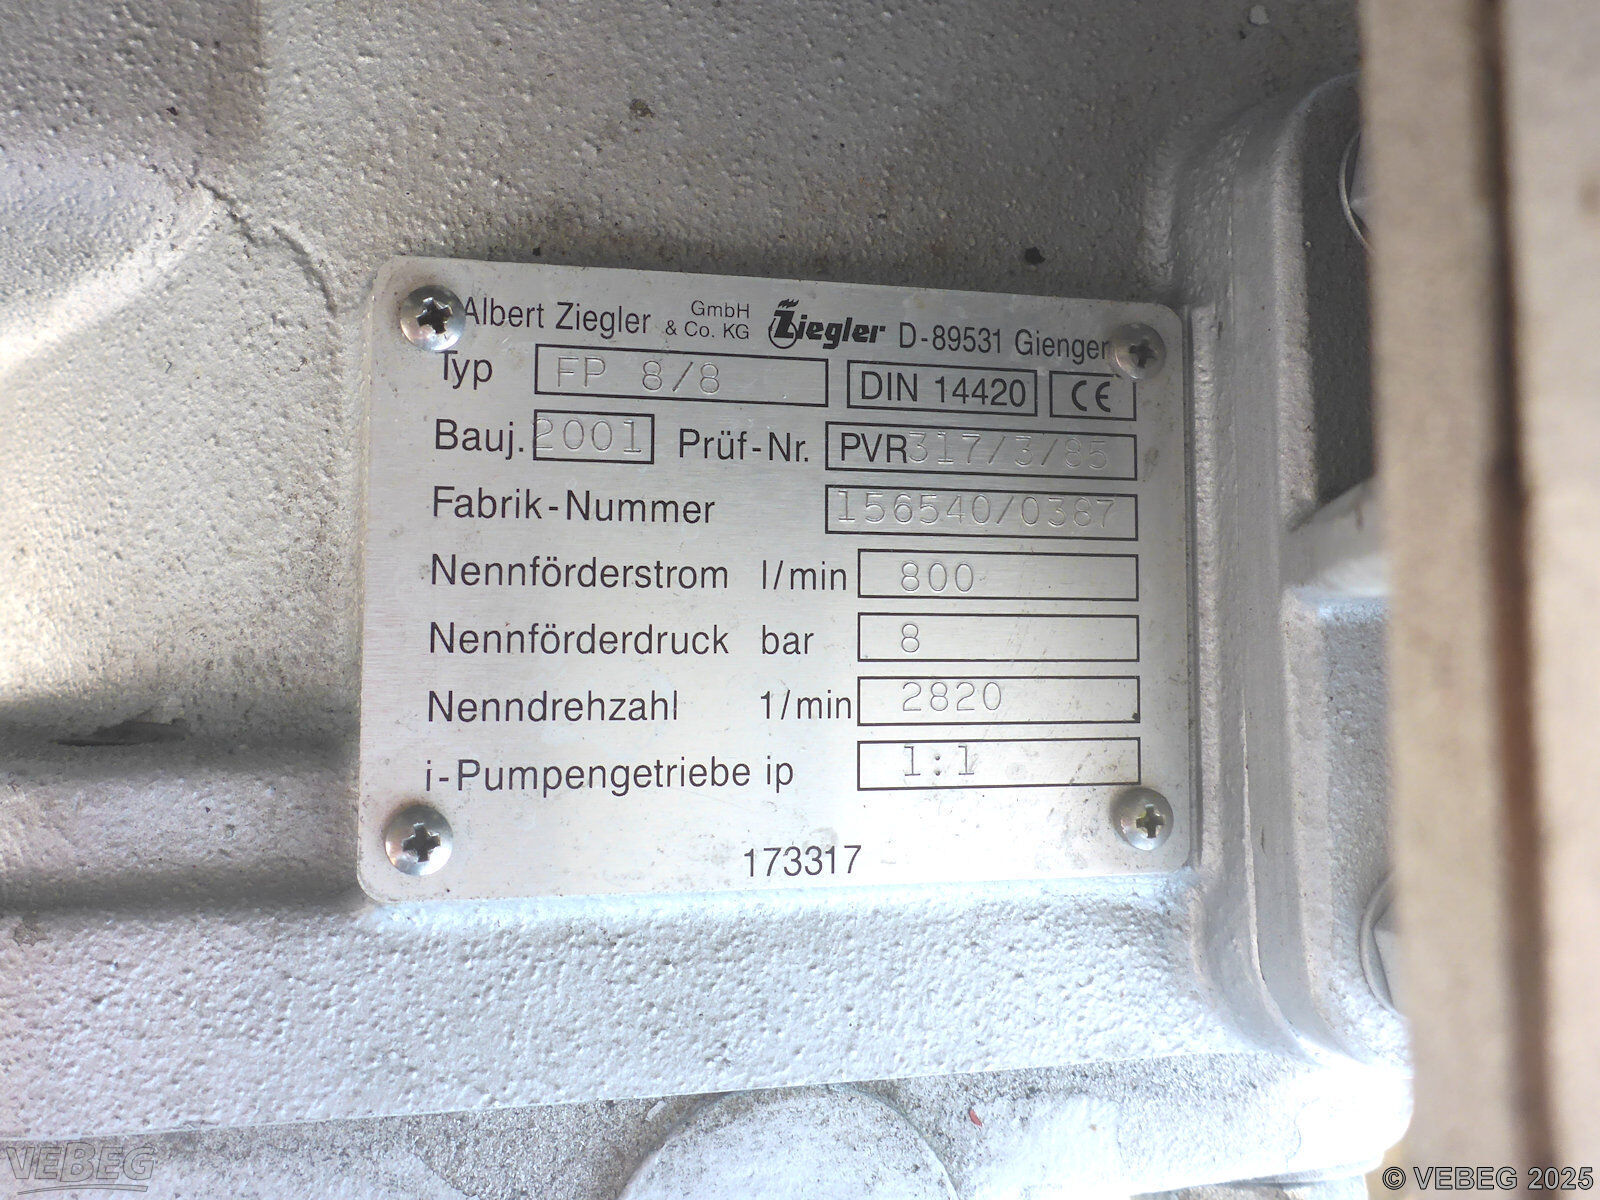 Albert Ziegler GmbH & Co. KG Ziegler D-89531 Giengen
Typ FP 8/8 DIN 14420 CE
Bauj. 2001 Prüf-Nr. PVR317/3/85
Fabrik-Nummer 156540/0387
Nennförderstrom l/min 800
Nennförderdruck bar 8
Nenndrehzahl 1/min 2820
i-Pumpengetriebe ip 1:1
173317
VEBEG
© VEBEG 2025